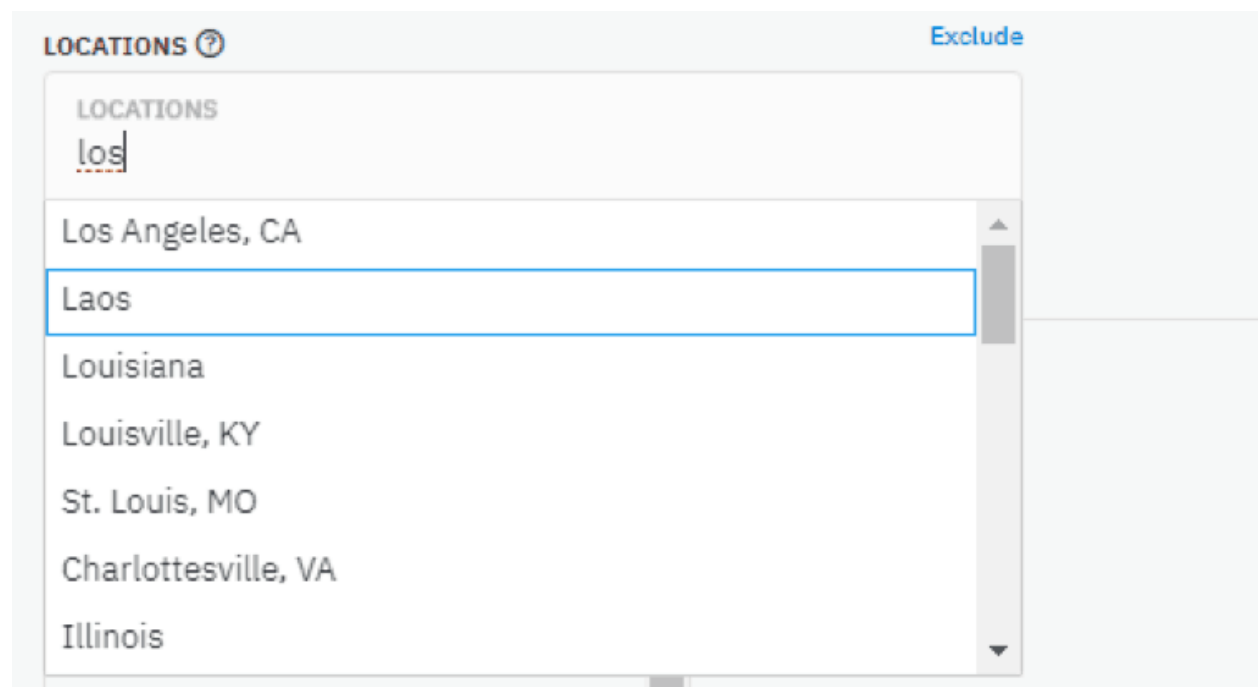 LOCATIONS ?
Exclude
LOCATIONS
los
Los Angeles, CA
Laos
Louisiana
Louisville, KY
St. Louis, MO
Charlottesville, VA
Illinois